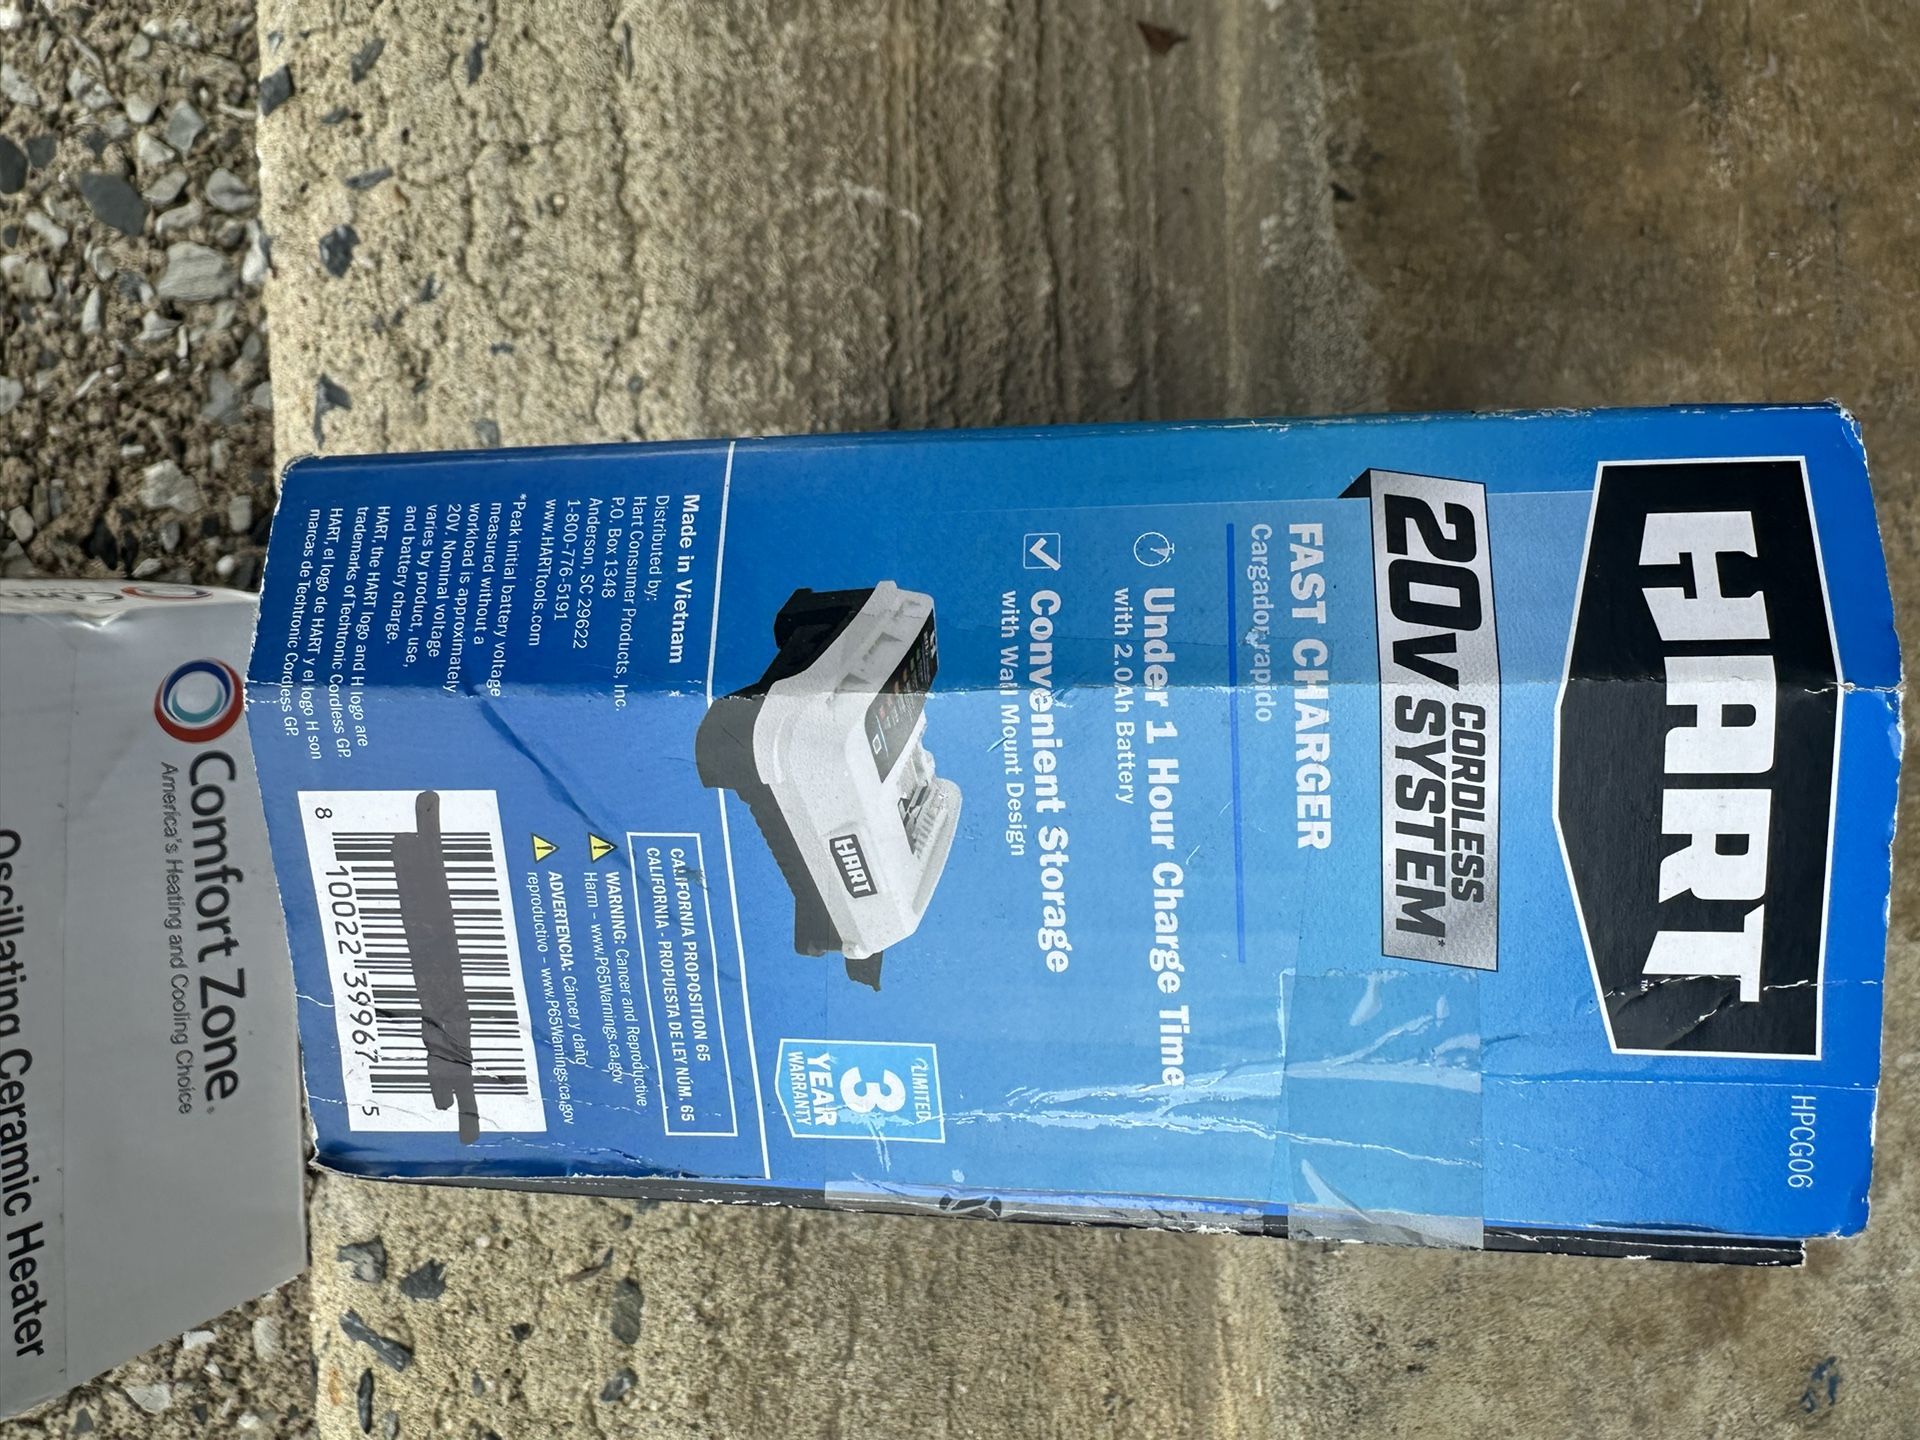 HART™
HPCG06
20V CORDLESS
SYSTEM*
FAST CHARGER
Cargador rápido
Under 1 Hour Charge Time
with 2.0Ah Battery
Convenient Storage
with Wall Mount Design
HART
LIMITED
3
YEAR
WARRANTY
Made in Vietnam
Distributed by:
Hart Consumer Products, Inc.
P.O. Box 1348
Anderson, SC 29622
1-800-776-5191
www.HARTtools.com
*Peak initial battery voltage
measured without a
workload is approximately
20V. Nominal voltage
varies by product, use,
and battery charge.
HART, the HART logo and H logo are
trademarks of Techtronic Cordless GP.
HART, el logo de HART y el logo H son
marcas de Techtronic Cordless GP.
CALIFORNIA PROPOSITION 65
CALIFORNIA - PROPUESTA DE LEY NÚM. 65
WARNING: Cancer and Reproductive
Harm – www.P65Warnings.ca.gov
ADVERTENCIA: Cáncer y daño
reproductivo – www.P65Warnings.ca.gov
8 10022 39967 5
Comfort Zone®
America's Heating and Cooling Choice
Oscillating Ceramic Heater